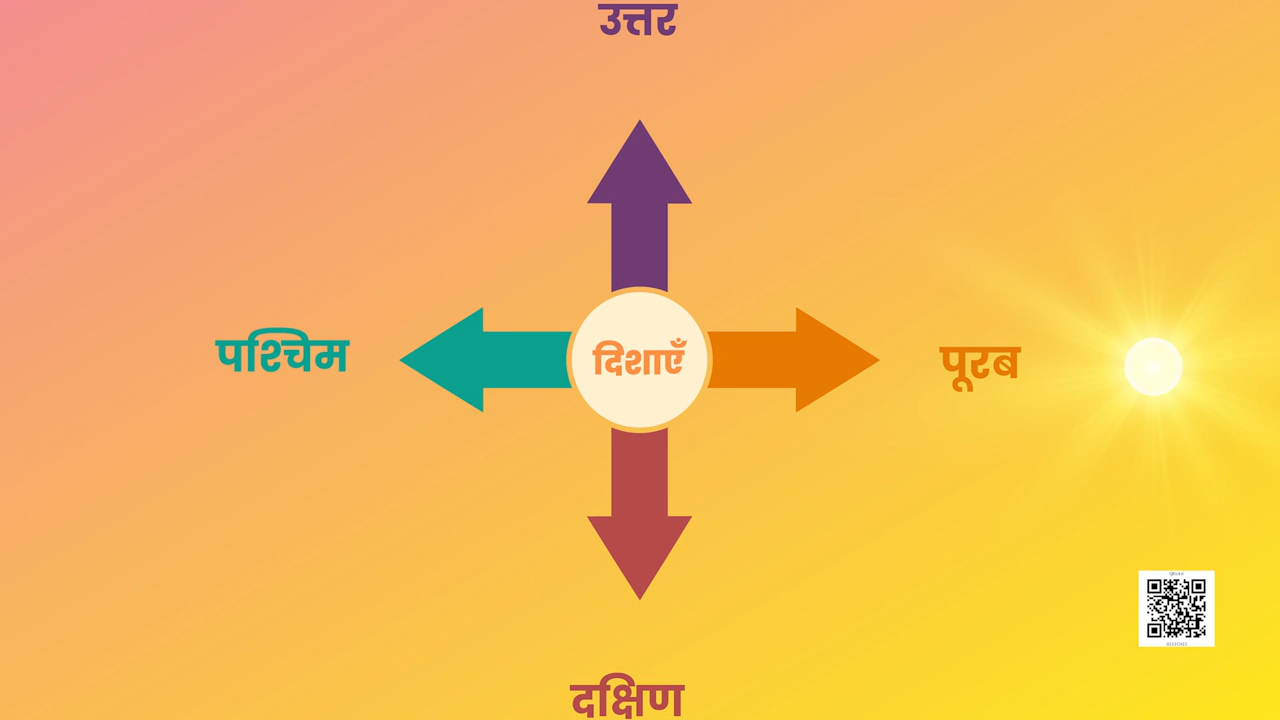 उत्तर
पश्चिम
दिशाएँ
पूरब
दक्षिण